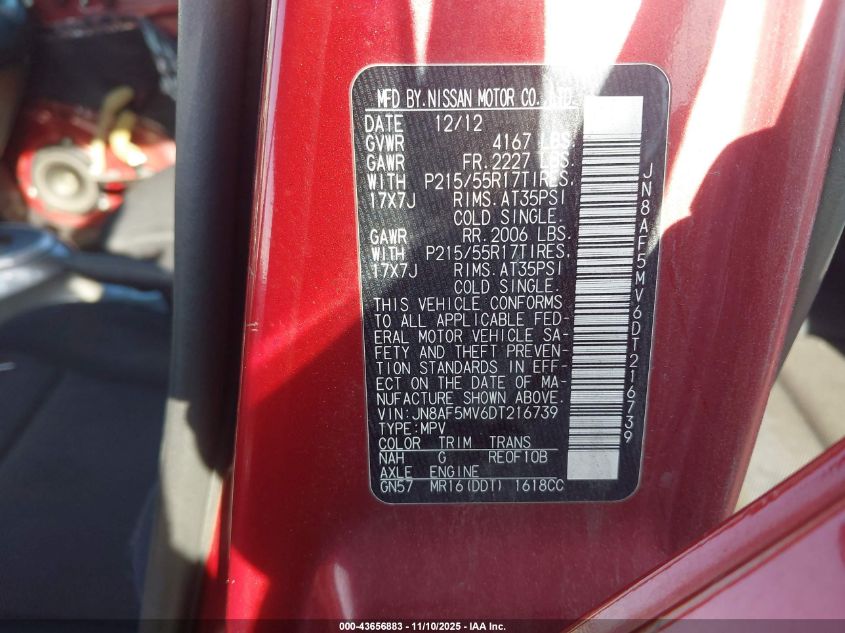 MFD BY.NISSAN MOTOR CO.,LTD.
DATE 12/12
GVWR 4167 LBS.
GAWR FR.2227 LBS.
WITH P215/55R17TIRES,
17X7J RIMS.AT35PSI
COLD SINGLE.
GAWR RR.2006 LBS.
WITH P215/55R17TIRES,
17X7J RIMS.AT35PSI
COLD SINGLE.
THIS VEHICLE CONFORMS
TO ALL APPLICABLE FED-
ERAL MOTOR VEHICLE SA-
FETY AND THEFT PREVEN-
TION STANDARDS IN EFF-
ECT ON THE DATE OF MA-
NUFACTURE SHOWN ABOVE.
VIN:JN8AF5MV6DT216739
TYPE:MPV
COLOR TRIM TRANS
NAH G RE0F10B
AXLE ENGINE
GN57 MR16(DDT) 1618CC
JN8AF5MV6DT216739
000-43656883 - 11/10/2025 - IAA Inc.